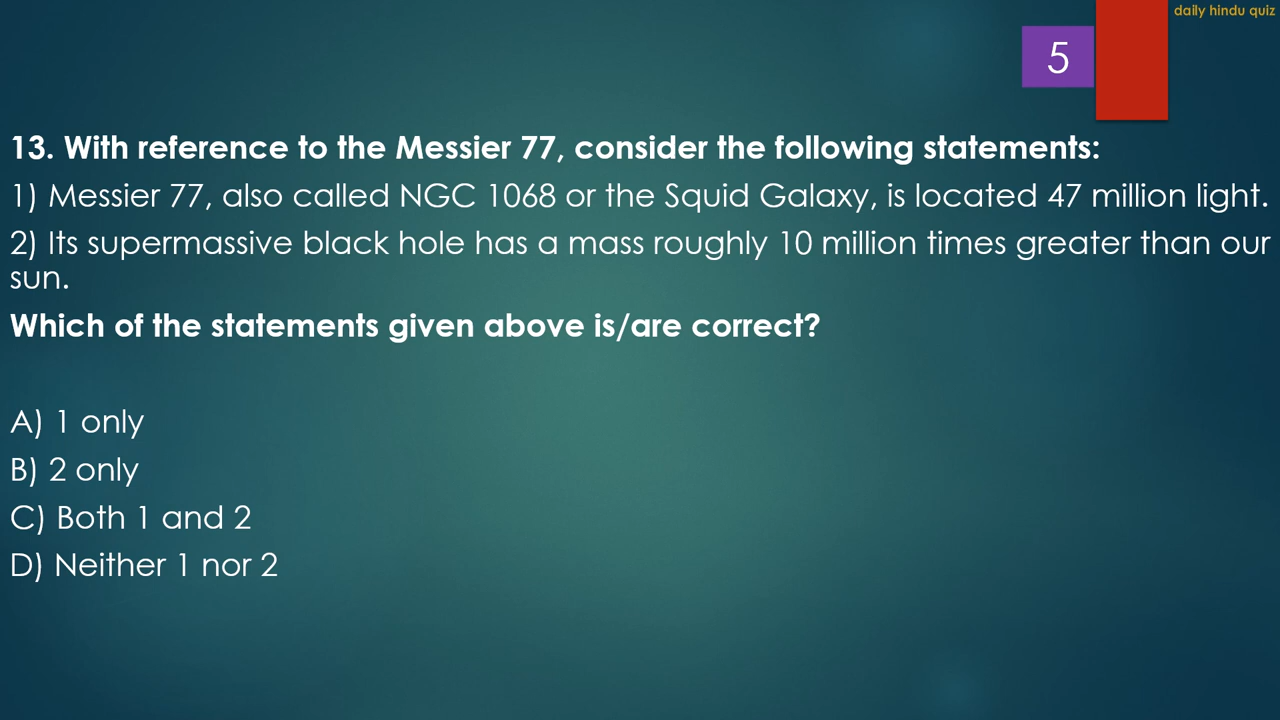 daily hindu quiz
5
13. With reference to the Messier 77, consider the following statements:
1) Messier 77, also called NGC 1068 or the Squid Galaxy, is located 47 million light.
2) Its supermassive black hole has a mass roughly 10 million times greater than our
sun.
Which of the statements given above is/are correct?
A) 1 only
B) 2 only
C) Both 1 and 2
D) Neither 1 nor 2